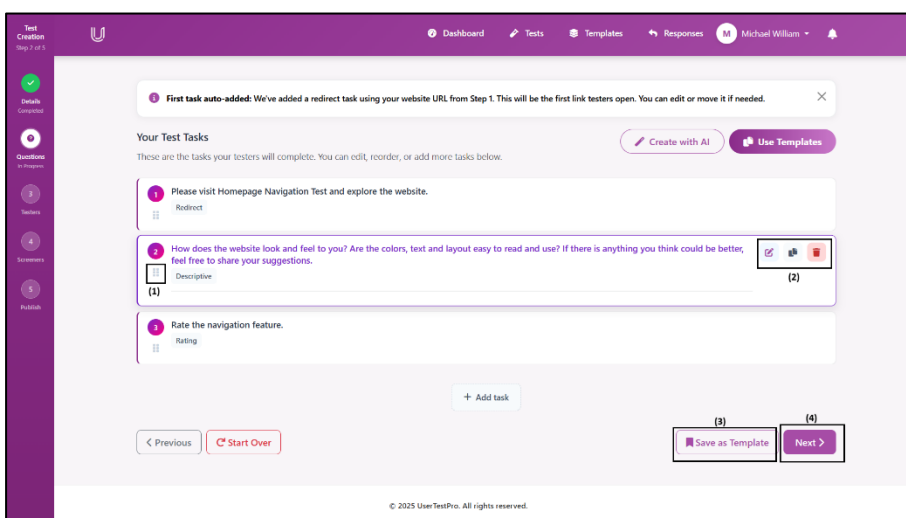 Test
Creation
Step 2 of 5
Dashboard
Tests
Templates
Responses
M
Michael William
Details
Completed
Questions
In Progress
3
Testers
4
Screeners
5
Publish
First task auto-added: We've added a redirect task using your website URL from Step 1. This will be the first link testers open. You can edit or move it if needed.
Your Test Tasks
These are the tasks your testers will complete. You can edit, reorder, or add more tasks below.
Create with AI
Use Templates
1
Please visit Homepage Navigation Test and explore the website.
Redirect
2
How does the website look and feel to you? Are the colors, text and layout easy to read and use? If there is anything you think could be better,
feel free to share your suggestions.
Descriptive
(1)
(2)
3
Rate the navigation feature.
Rating
+ Add task
Previous
Start Over
(3)
Save as Template
(4)
Next
© 2025 UserTestPro. All rights reserved.